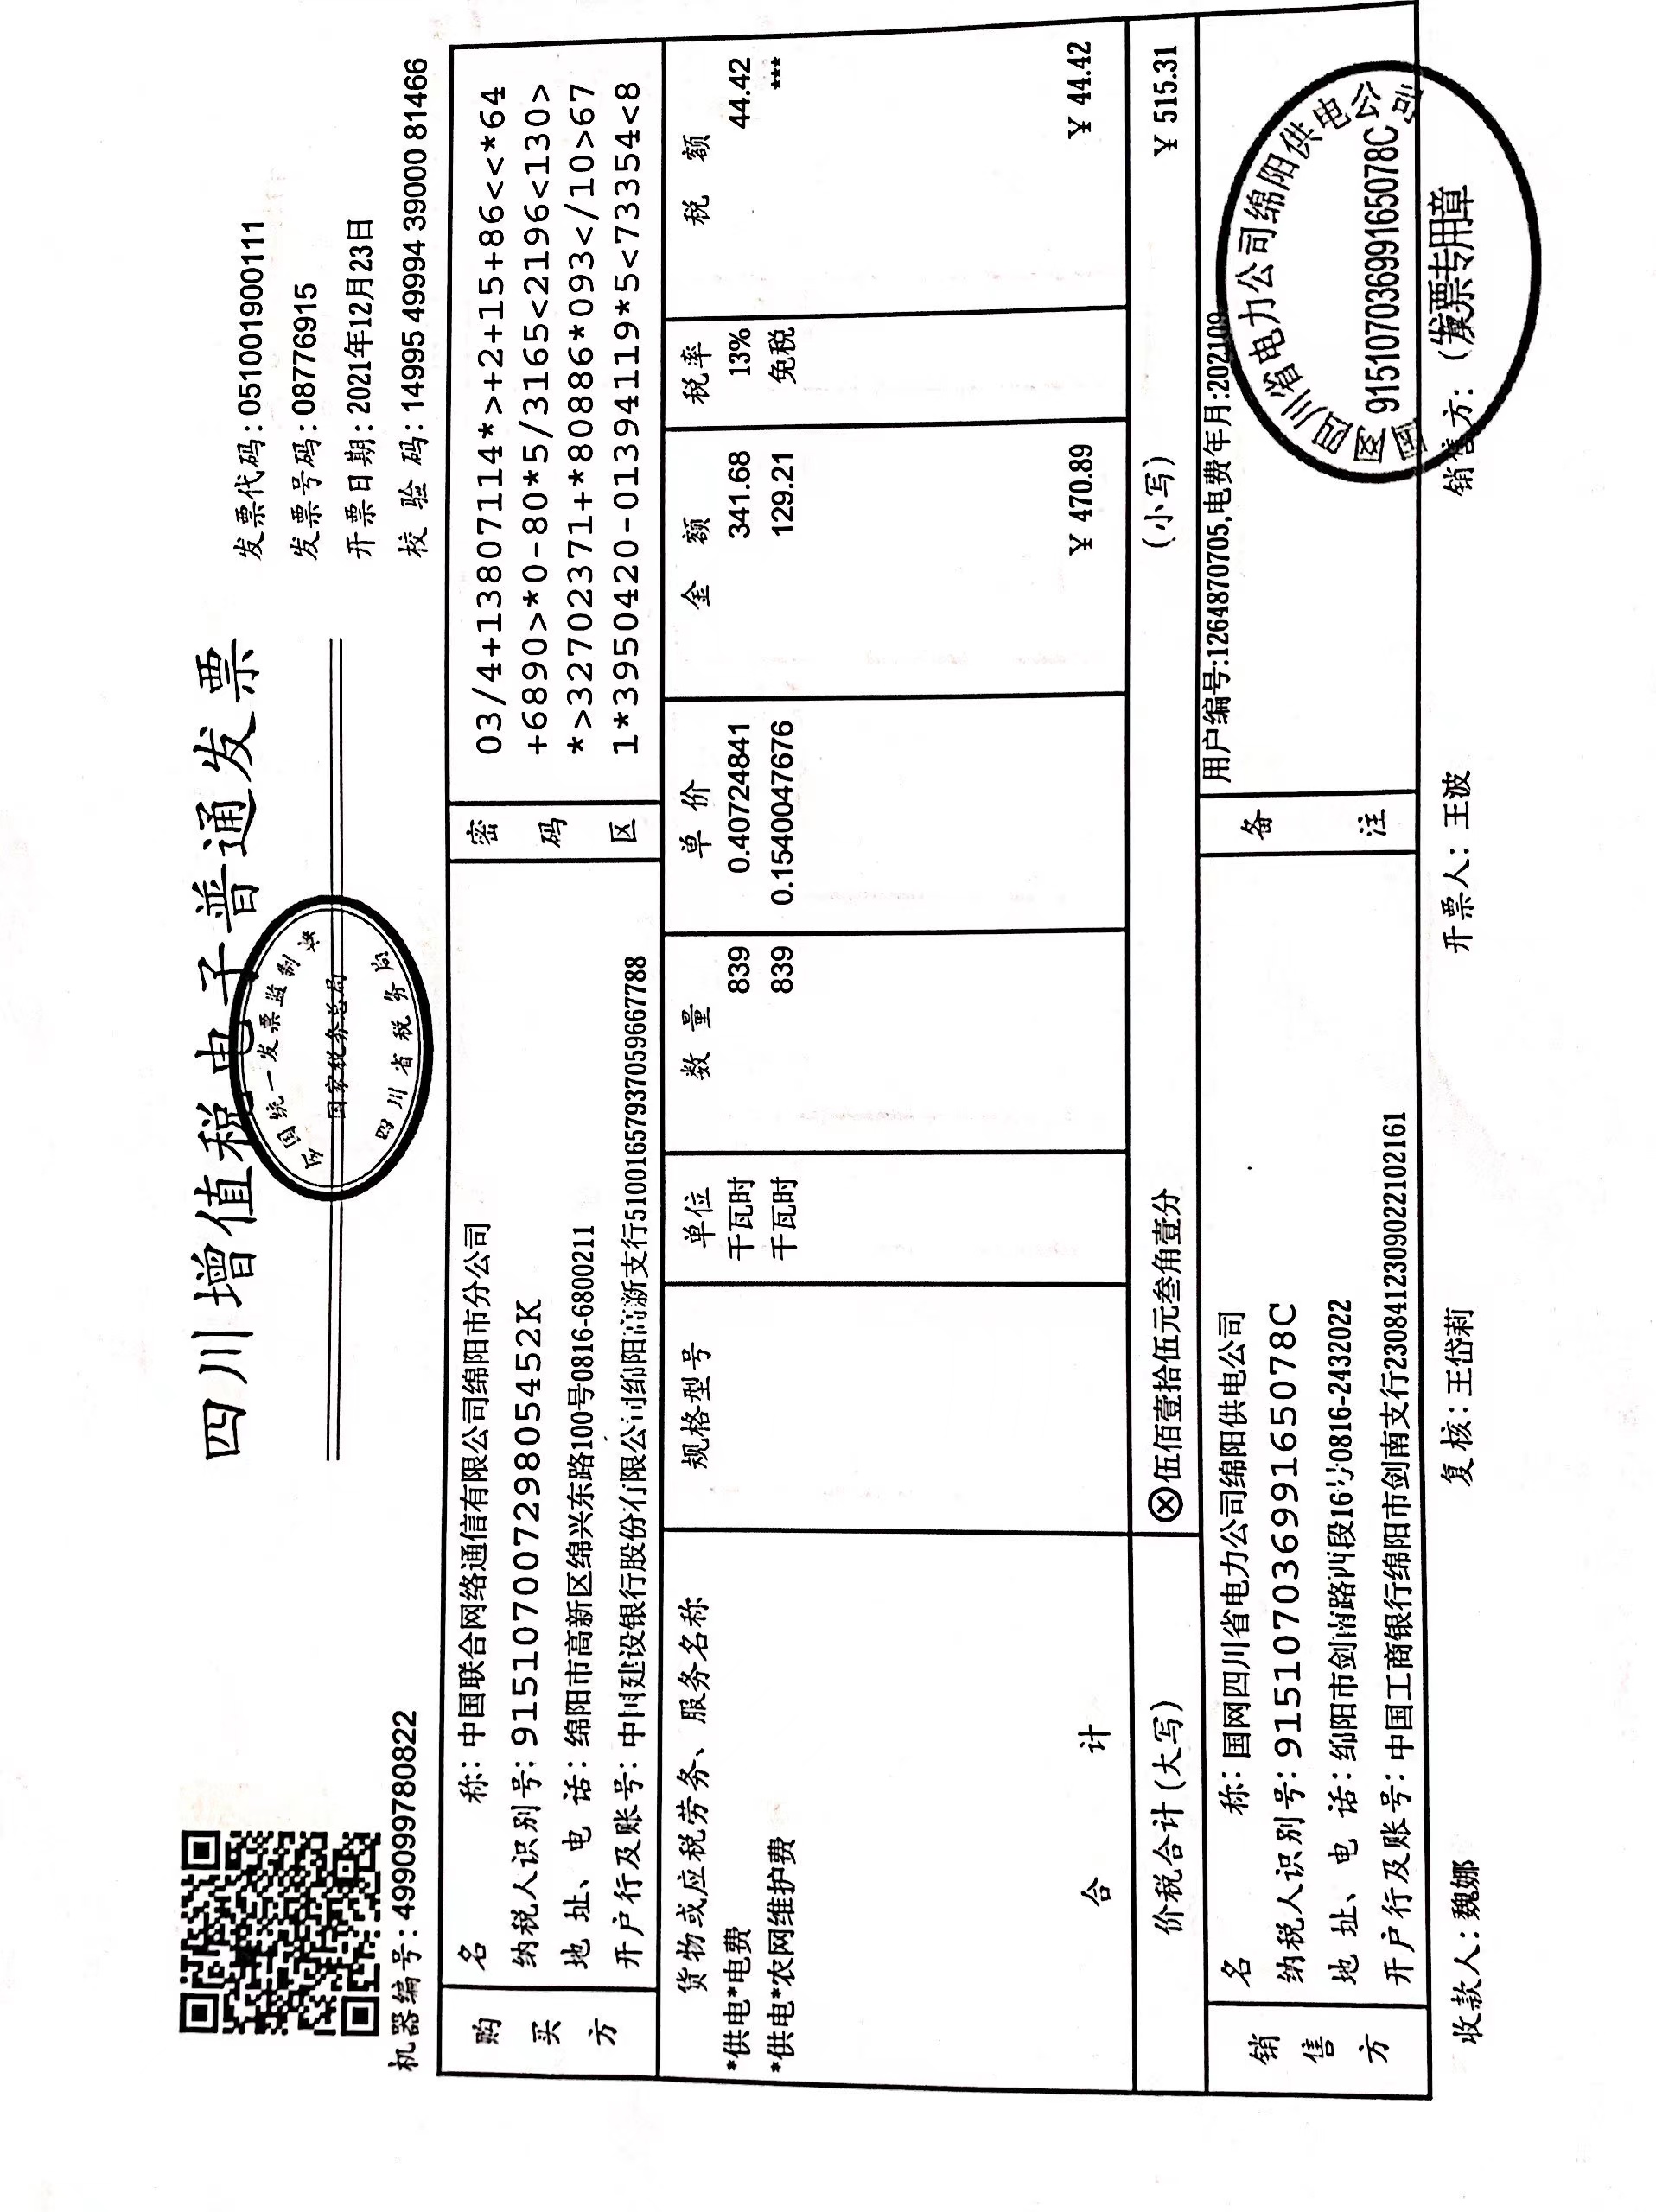 四川增值税电子普通发票
全国统一发票监制章
国家税务总局
四川省税务局
发票代码:051001900111
发票号码:08776915
开票日期:2021年12月23日
校 验 码:14995 49994 39000 81466
机器编号:499099780822
购买方
名 称:中国联合网络通信有限公司绵阳市分公司
纳税人识别号:91510700729805452K
地 址、电 话:绵阳市高新区绵兴东路100号0816-6800211
开户行及账号:中国建设银行股份有限公司绵阳高新支行51001657937059667788
密码区
03/4+13807114*>+2+15+86<<*64
+6890>*0-80*5/3165<2196<130>
*>32702371+*80886*093</10>67
1*3950420-01394119*5<73354<8
货物或应税劳务、服务名称 规格型号 单位 数 量 单 价 金 额 税率 税 额
*供电*电费 千瓦时 839 0.40724841 341.68 13% 44.42
*供电*农网维护费 千瓦时 839 0.1540047676 129.21 免税 ***
合 计 ¥ 470.89 ¥ 44.42
价税合计(大写) ⊗伍佰壹拾伍元叁角壹分 (小写) ¥ 515.31
销售方
名 称:国网四川省电力公司绵阳供电公司
纳税人识别号:91510703699165078C
地 址、电 话:绵阳市剑南路西段16号0816-2432022
开户行及账号:中国工商银行绵阳市剑南支行2308412309022102161
备注
用户编号:1264870705,电费年月:202109
国网四川省电力公司绵阳供电公司
91510703699165078C
发票专用章
收款人:魏娜 复核:王岱莉 开票人:王波 销售方:(章)